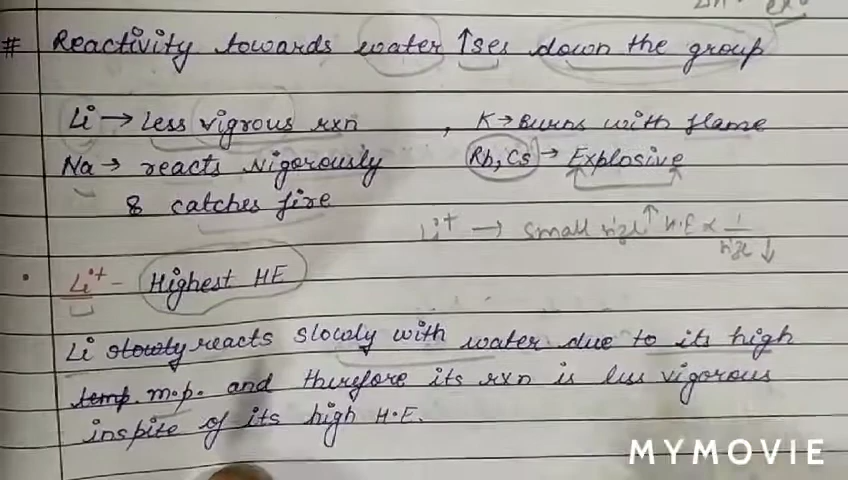 # Reactivity towards water ↑ses down the group
Li → Less vigrous rxn , K → Burns with flame
Na → reacts vigorously Rb, Cs → Explosive
& catches fire
Li+ → small size ↑ H.E ∝ 1/size ↓
• Li+ - Highest HE
Li slowly reacts slowly with water due to its high
temp. m.p. and therefore its rxn is less vigorous
inspite of its high H.E.
MYMOVIE